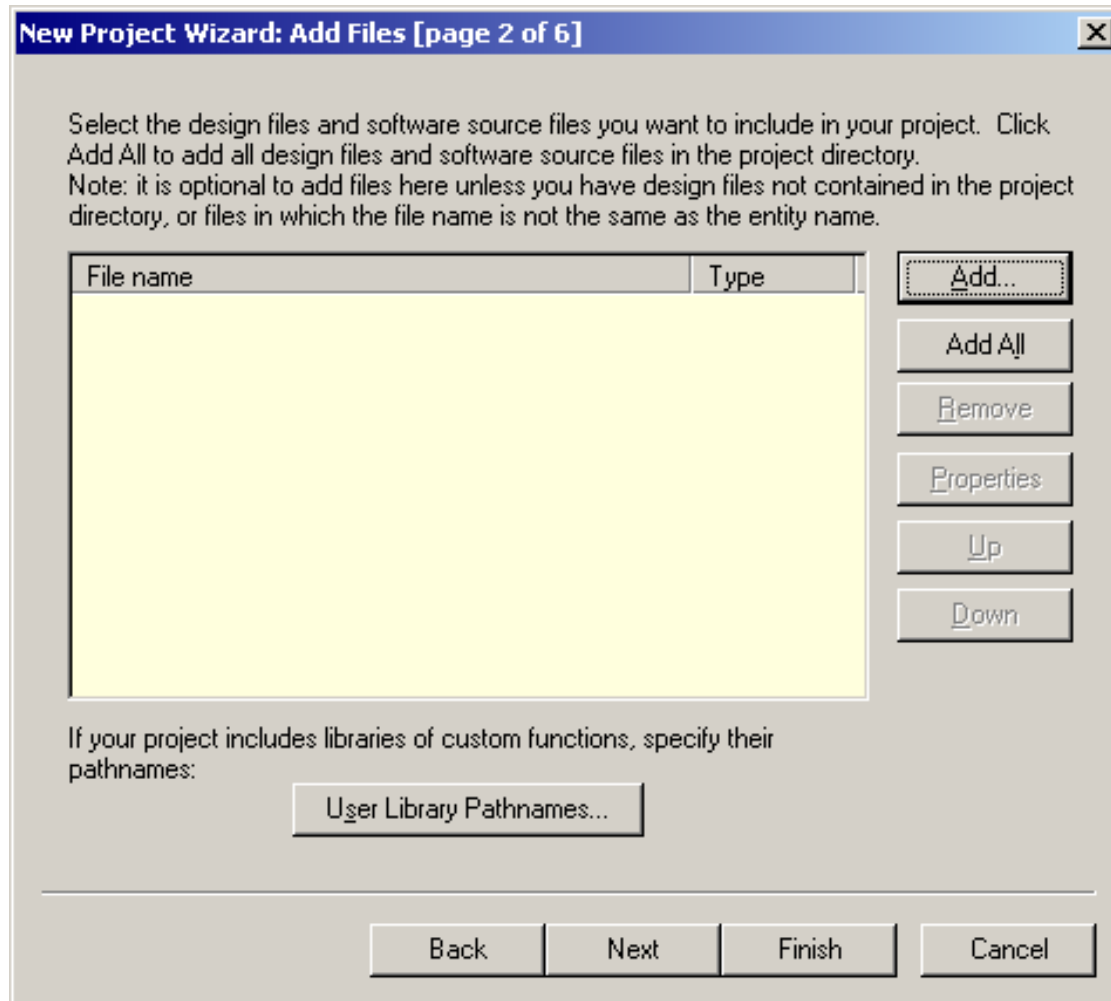 New Project Wizard: Add Files [page 2 of 6]
Select the design files and software source files you want to include in your project. Click
Add All to add all design files and software source files in the project directory.
Note: it is optional to add files here unless you have design files not contained in the project
directory, or files in which the file name is not the same as the entity name.
File name Type
Add...
Add All
Remove
Properties
Up
Down
If your project includes libraries of custom functions, specify their
pathnames:
User Library Pathnames...
Back Next Finish Cancel